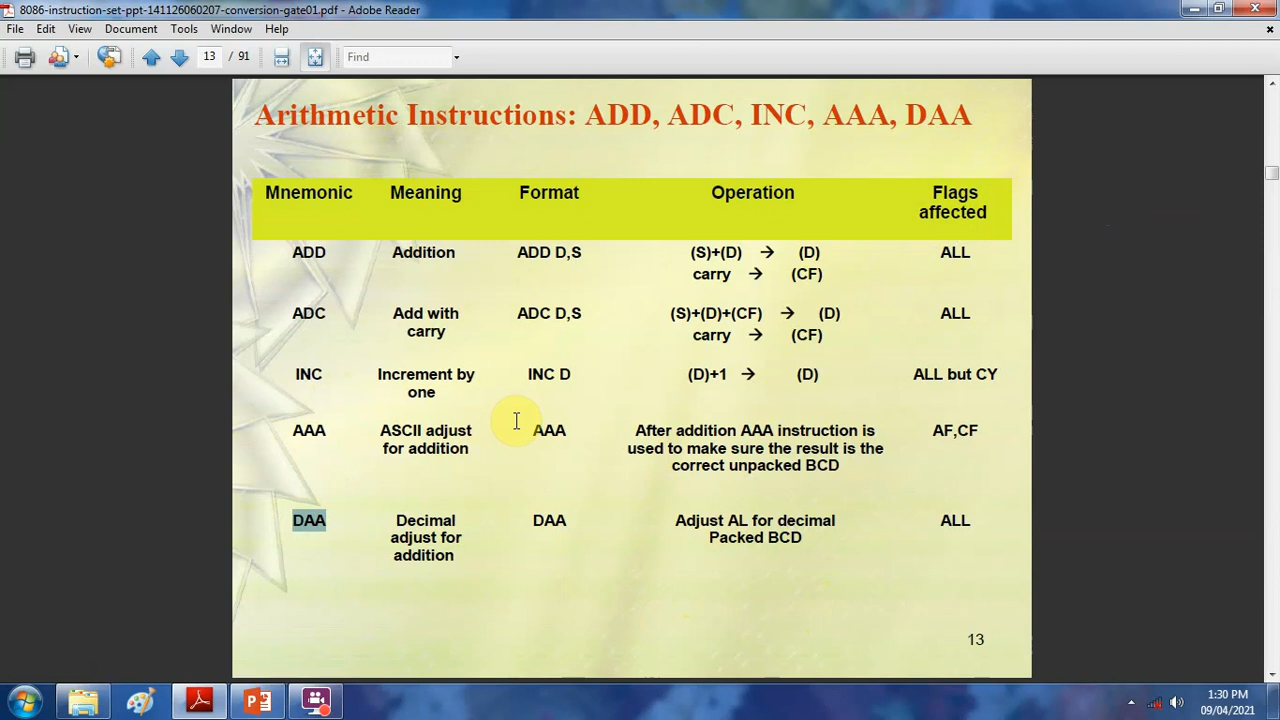 8086-instruction-set-ppt-141126060207-conversion-gate01.pdf - Adobe Reader
File Edit View Document Tools Window Help
13 / 91 Find
Arithmetic Instructions: ADD, ADC, INC, AAA, DAA
Mnemonic Meaning Format Operation Flags
affected
ADD Addition ADD D,S (S)+(D) → (D) ALL
carry → (CF)
ADC Add with ADC D,S (S)+(D)+(CF) → (D) ALL
carry carry → (CF)
INC Increment by INC D (D)+1 → (D) ALL but CY
one
AAA ASCII adjust AAA After addition AAA instruction is AF,CF
for addition used to make sure the result is the
correct unpacked BCD
DAA Decimal DAA Adjust AL for decimal ALL
adjust for Packed BCD
addition
13
1:30 PM
09/04/2021